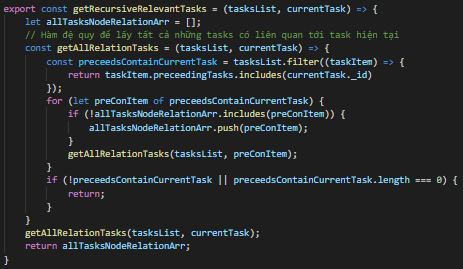 export const getRecursiveRelevantTasks = (tasksList, currentTask) => {
    let allTasksNodeRelationArr = [];
    // Hàm đệ quy để lấy tất cả những tasks có liên quan tới task hiện tại
    const getAllRelationTasks = (tasksList, currentTask) => {
        const preceedsContainCurrentTask = tasksList.filter((taskItem) => {
            return taskItem.preceedingTasks.includes(currentTask._id)
        });
        for (let preConItem of preceedsContainCurrentTask) {
            if (!allTasksNodeRelationArr.includes(preConItem)) {
                allTasksNodeRelationArr.push(preConItem);
            }
            getAllRelationTasks(tasksList, preConItem);
        }
        if (!preceedsContainCurrentTask || preceedsContainCurrentTask.length === 0) {
            return;
        }
    }
    getAllRelationTasks(tasksList, currentTask);
    return allTasksNodeRelationArr;
}